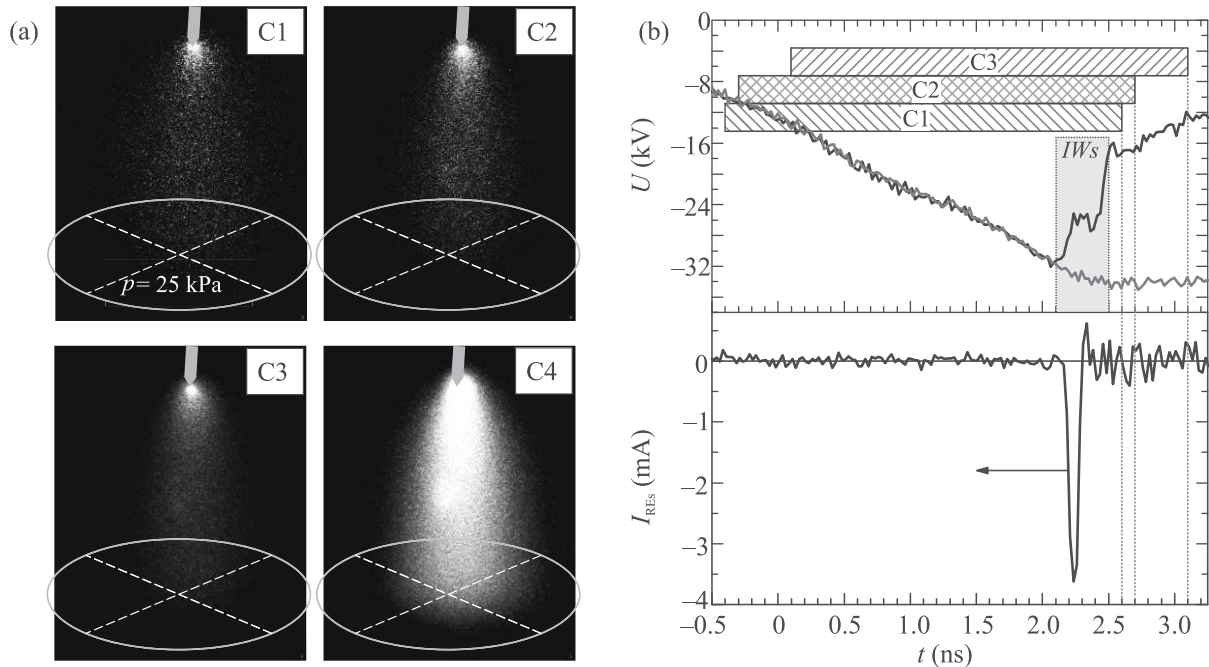 (a)
C1
C2
p = 25 kPa
C3
C4
(b)
0
–8
–16
–24
–32
U (kV)
C3
C2
C1
IWs
0
–1
–2
–3
–4
I_REs (mA)
–0.5
0
0.5
1.0
1.5
2.0
2.5
3.0
t (ns)